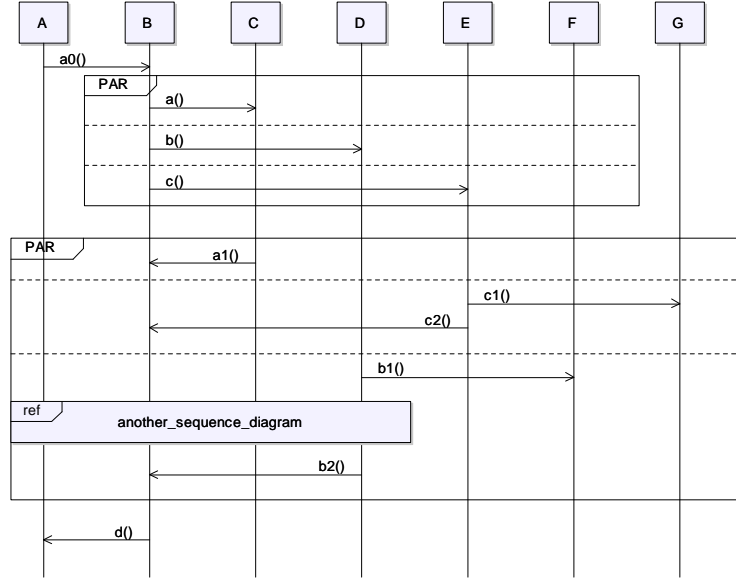 A B C D E F G
a0()
PAR
a()
b()
c()
PAR
a1()
c1()
c2()
b1()
ref
another_sequence_diagram
b2()
d()